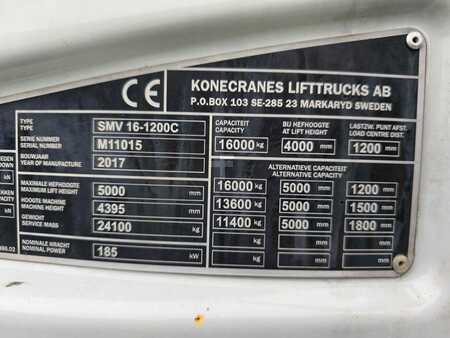 CE KONECRANES LIFTTRUCKS AB
P.O.BOX 103 SE-285 23 MARKARYD SWEDEN
TYPE
TYPE SMV 16-1200C
SERIE NUMMER
SERIAL NUMBER M11015
BOUWJAAR
YEAR OF MANUFACTURE 2017
MAXIMALE HEFHOOGTE
MAXIMUM LIFT HEIGHT 5000 mm
HOOGTE MACHINE
MACHINE HEIGHT 4395 mm
GEWICHT
SERVICE MASS 24100 kg
NOMINALE KRACHT
NOMINAL POWER 185 kW
CAPACITEIT
CAPACITY
16000 kg
BIJ HEFHOOGTE
AT LIFT HEIGHT
4000 mm
LASTZW. PUNT AFST.
LOAD CENTRE DIST.
1200 mm
ALTERNATIEVE CAPACITEIT
ALTERNATIVE CAPACITY
16000 kg 5000 mm 1200 mm
13600 kg 5000 mm 1500 mm
11400 kg 5000 mm 1800 mm
kg mm mm
kN
kN